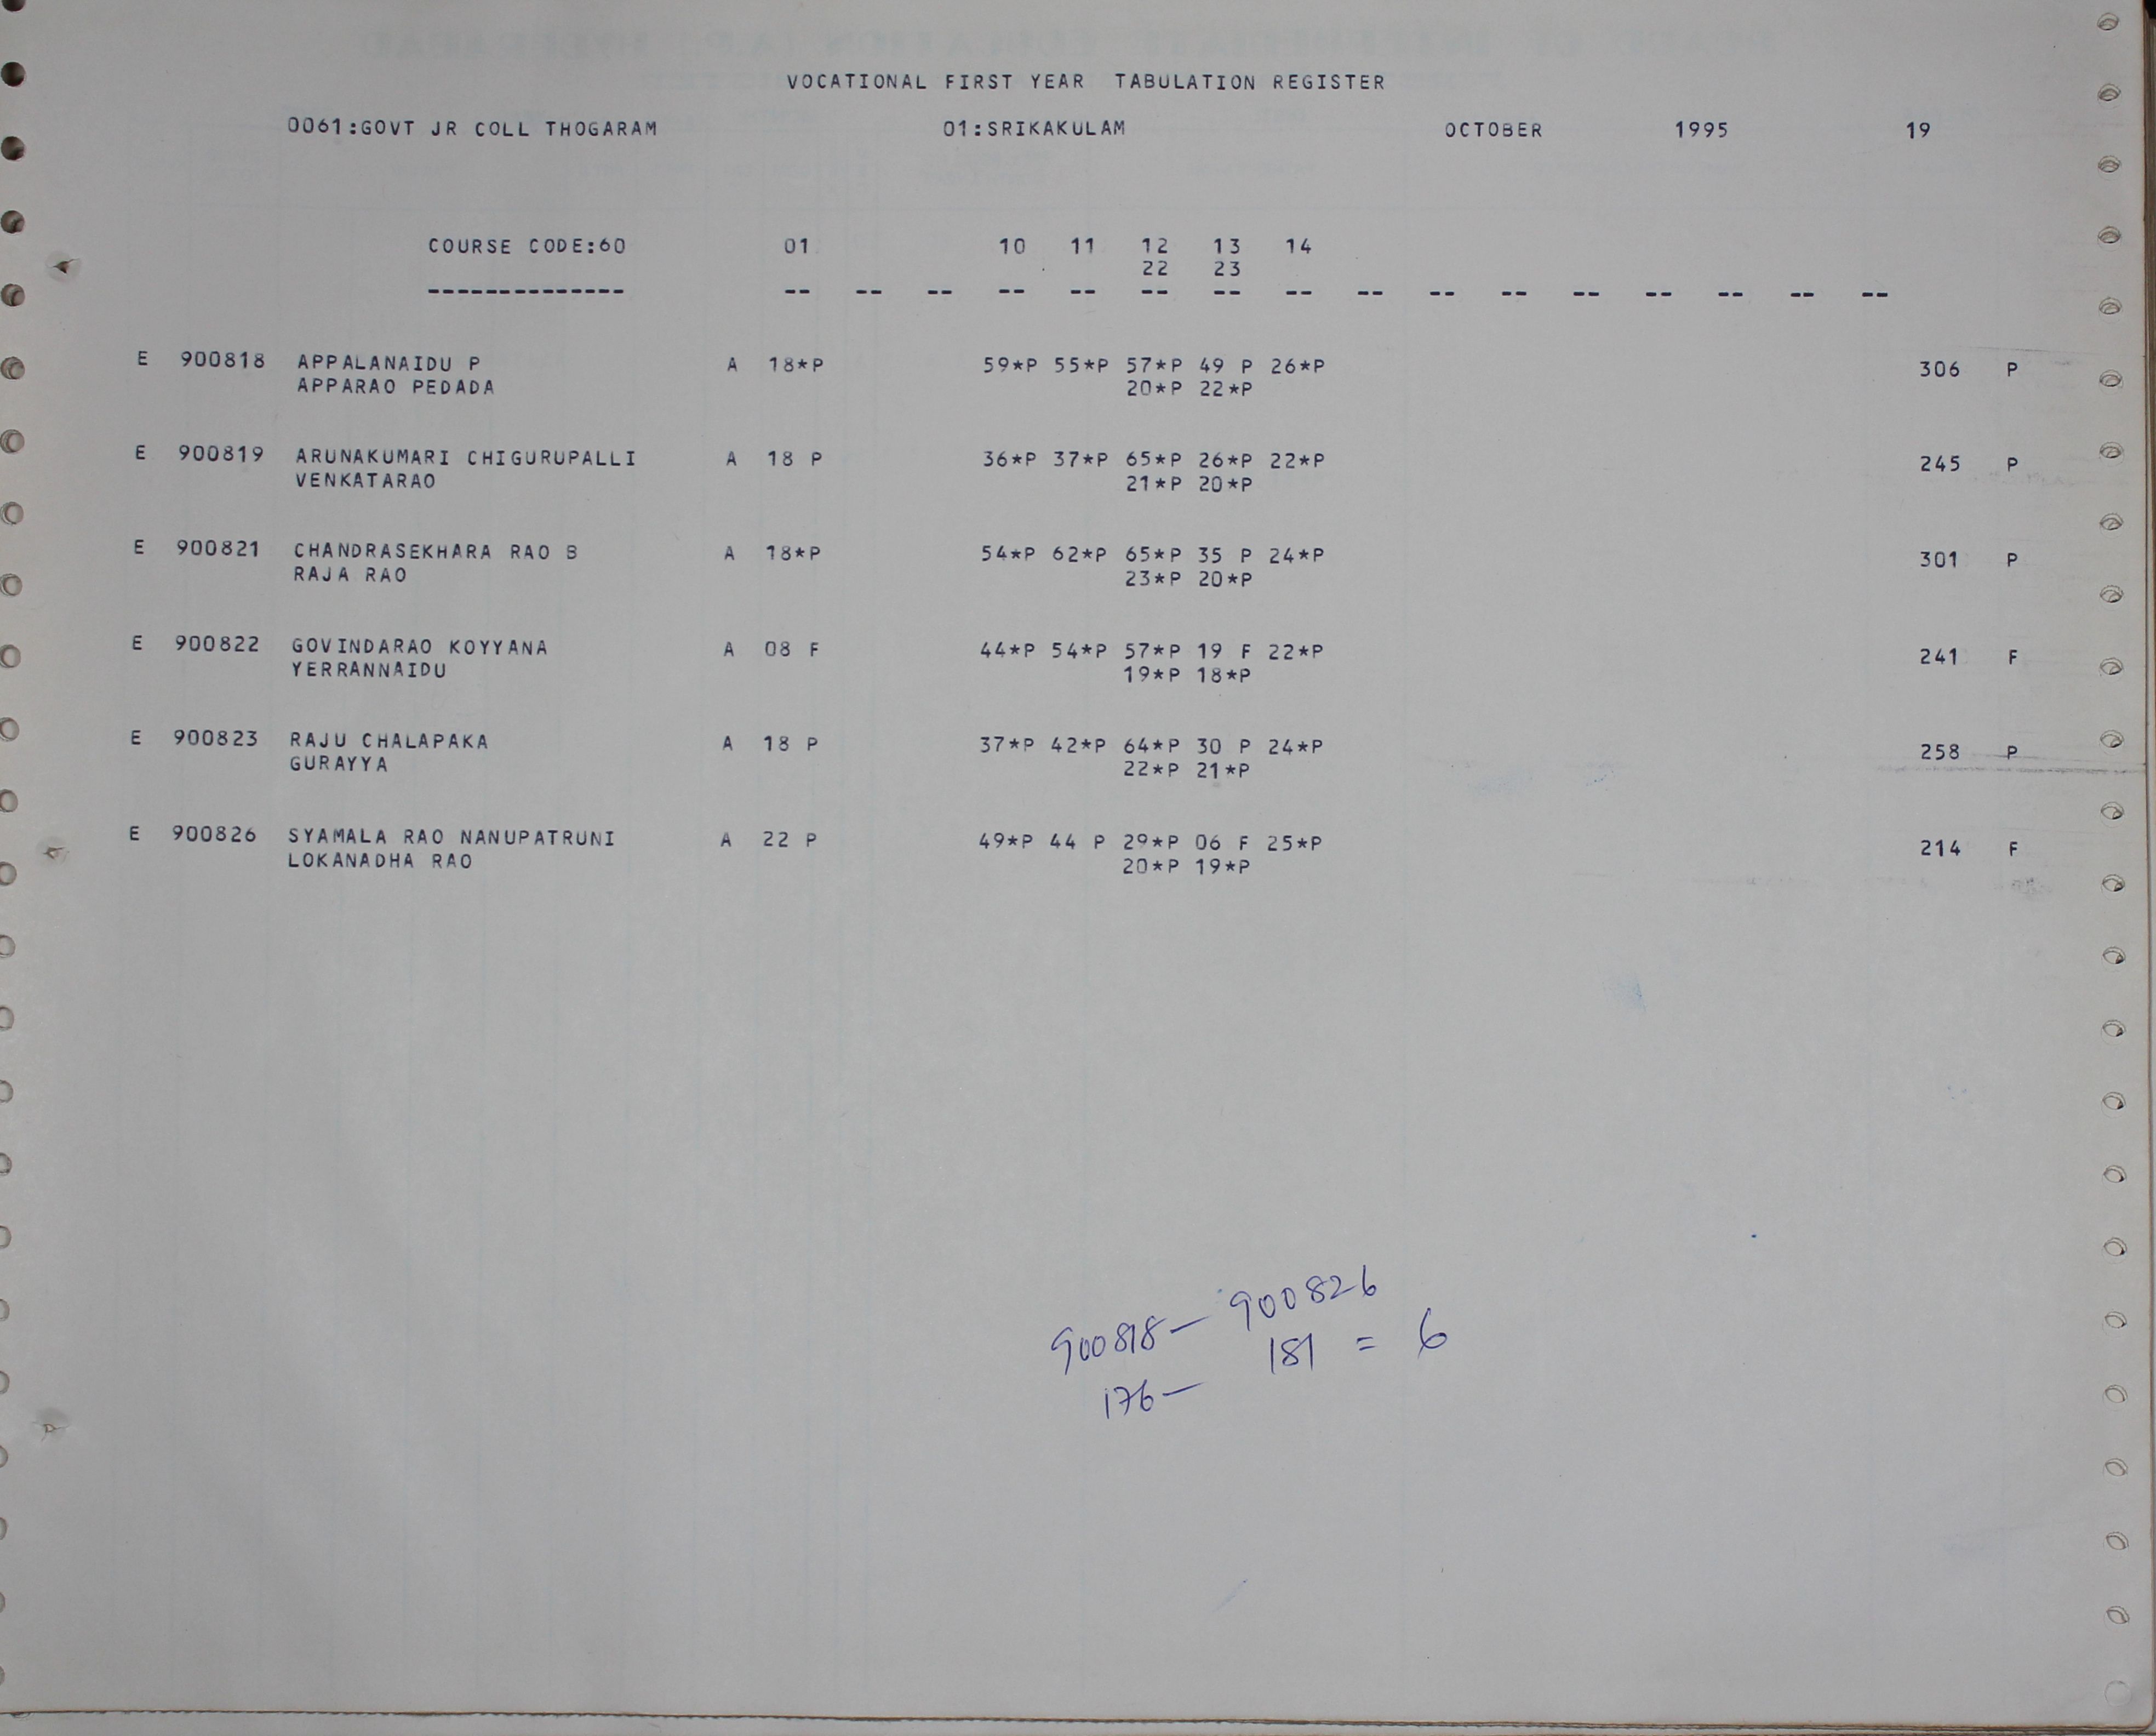 VOCATIONAL FIRST YEAR TABULATION REGISTER
0061:GOVT JR COLL THOGARAM 01:SRIKAKULAM OCTOBER 1995 19
COURSE CODE:60 01 10 11 12 13 14
22 23
-------------- -- -- -- -- -- -- -- -- -- -- -- -- -- -- -- --
E 900818 APPALANAIDU P A 18*P 59*P 55*P 57*P 49 P 26*P 306 P
APPARAO PEDADA 20*P 22*P
E 900819 ARUNAKUMARI CHIGURUPALLI A 18 P 36*P 37*P 65*P 26*P 22*P 245 P
VENKATARAO 21*P 20*P
E 900821 CHANDRASEKHARA RAO B A 18*P 54*P 62*P 65*P 35 P 24*P 301 P
RAJA RAO 23*P 20*P
E 900822 GOVINDARAO KOYYANA A 08 F 44*P 54*P 57*P 19 F 22*P 241 F
YERRANNAIDU 19*P 18*P
E 900823 RAJU CHALAPAKA A 18 P 37*P 42*P 64*P 30 P 24*P 258 P
GURAYYA 22*P 21*P
E 900826 SYAMALA RAO NANUPATRUNI A 22 P 49*P 44 P 29*P 06 F 25*P 214 F
LOKANADHA RAO 20*P 19*P
900818 — 900826
176 — 181 = 6